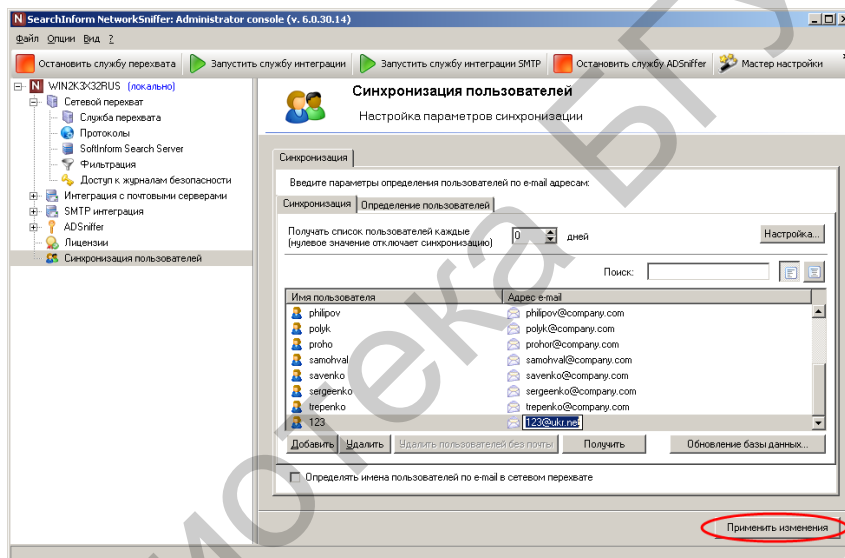 SearchInform NetworkSniffer: Administrator console (v. 6.0.30.14)
Файл Опции Вид ?
Остановить службу перехвата Запустить службу интеграции Запустить службу интеграции SMTP Остановить службу ADSniffer Мастер настройки
WIN2K3X32RUS (локально)
Сетевой перехват
Служба перехвата
Протоколы
SoftInform Search Server
Фильтрация
Доступ к журналам безопасности
Интеграция с почтовыми серверами
SMTP интеграция
ADSniffer
Лицензии
Синхронизация пользователей
Синхронизация пользователей
Настройка параметров синхронизации
Синхронизация
Введите параметры определения пользователей по e-mail адресам:
Синхронизация Определение пользователей
Получать список пользователей каждые
(нулевое значение отключает синхронизацию) 0 дней Настройка...
Поиск:
Имя пользователя Адрес e-mail
philipov philipov@company.com
polyk polyk@company.com
proho prohor@company.com
samohval samohval@company.com
savenko savenko@company.com
sergeenko sergeenko@company.com
trepenko trepenko@company.com
123 123@ukr.net
Добавить Удалить Удалить пользователей без почты Получить Обновление базы данных...
Определять имена пользователей по e-mail в сетевом перехвате
Применить изменения
иотека БГУ